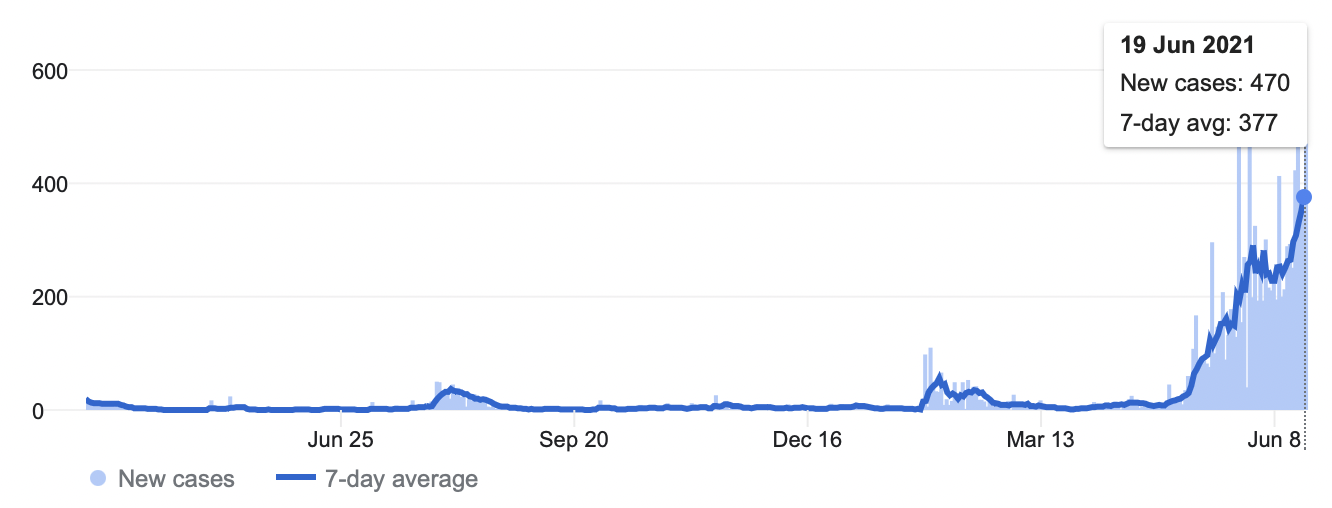 19 Jun 2021
New cases: 470
7-day avg: 377
600
400
200
0
Jun 25 Sep 20 Dec 16 Mar 13 Jun 8
New cases 7-day average